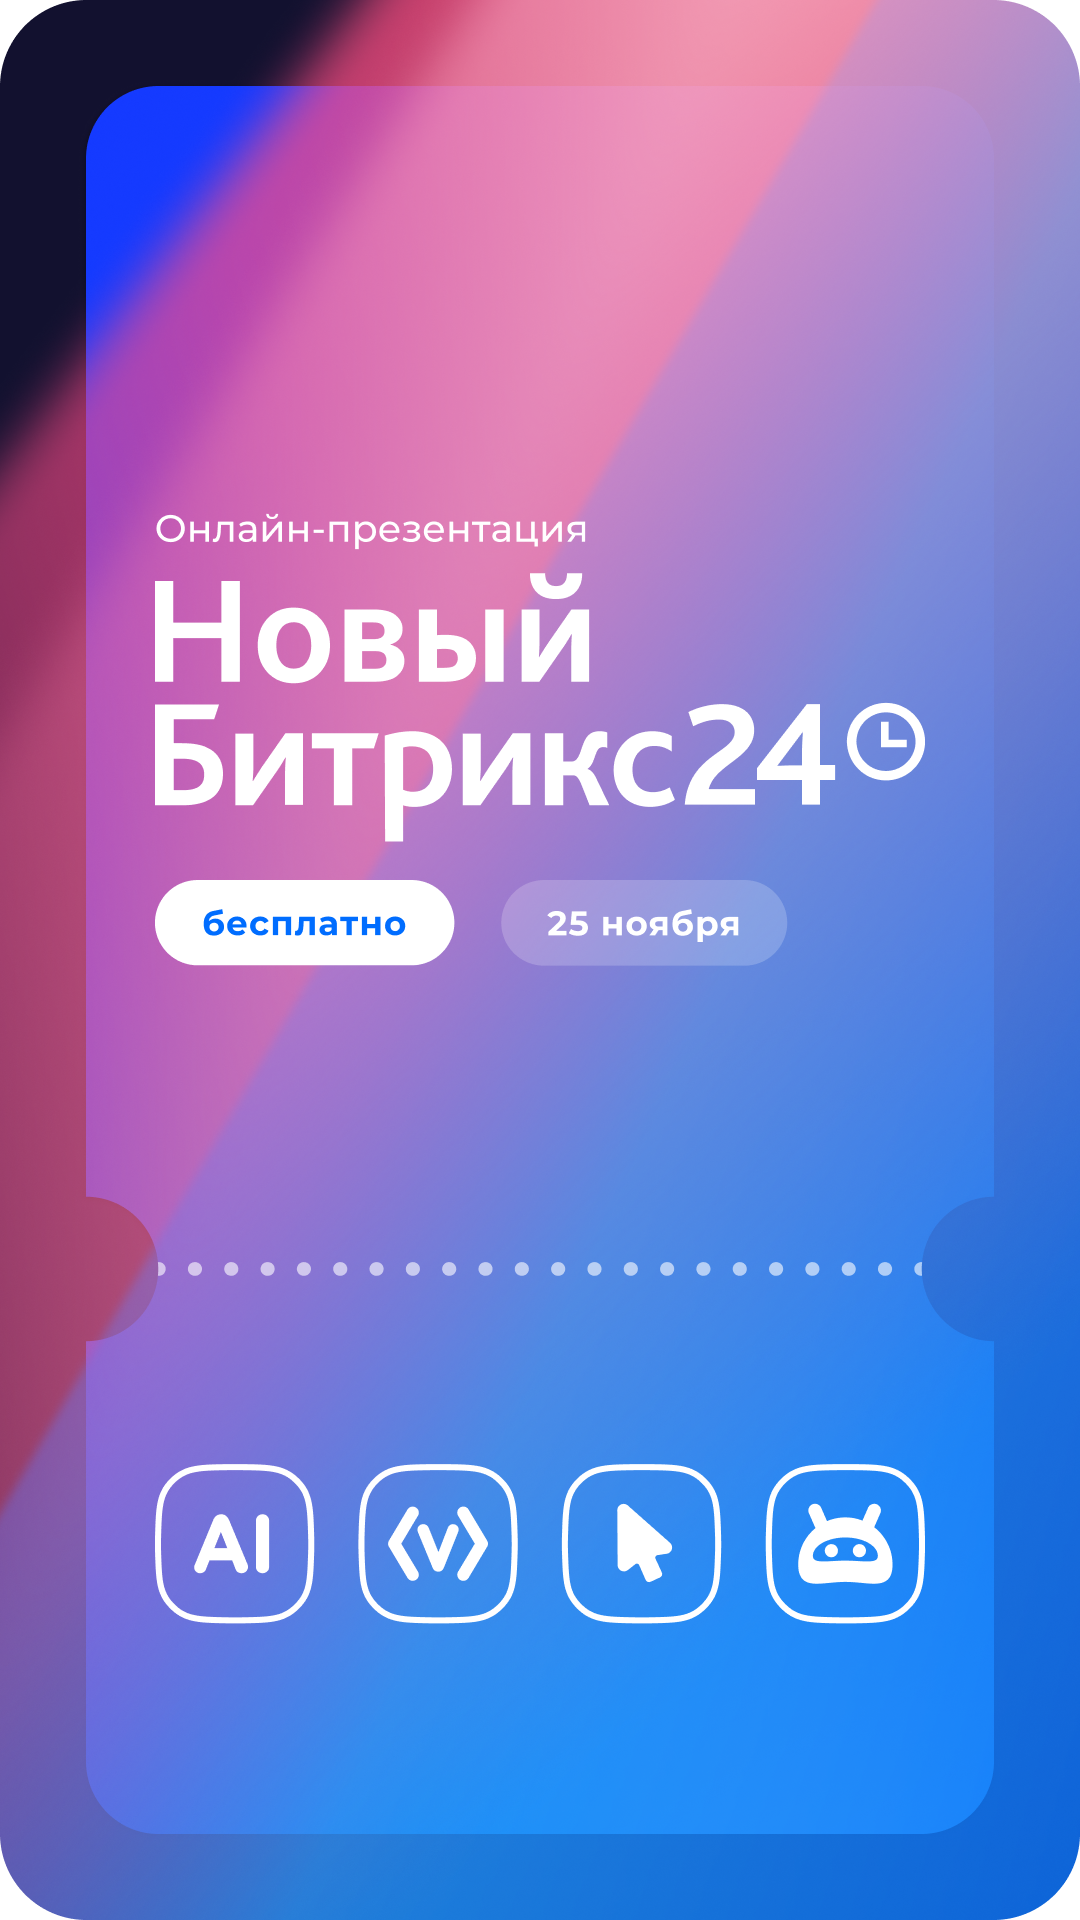 Онлайн-презентация
Новый
Битрикс24
бесплатно
25 ноября
AI
v